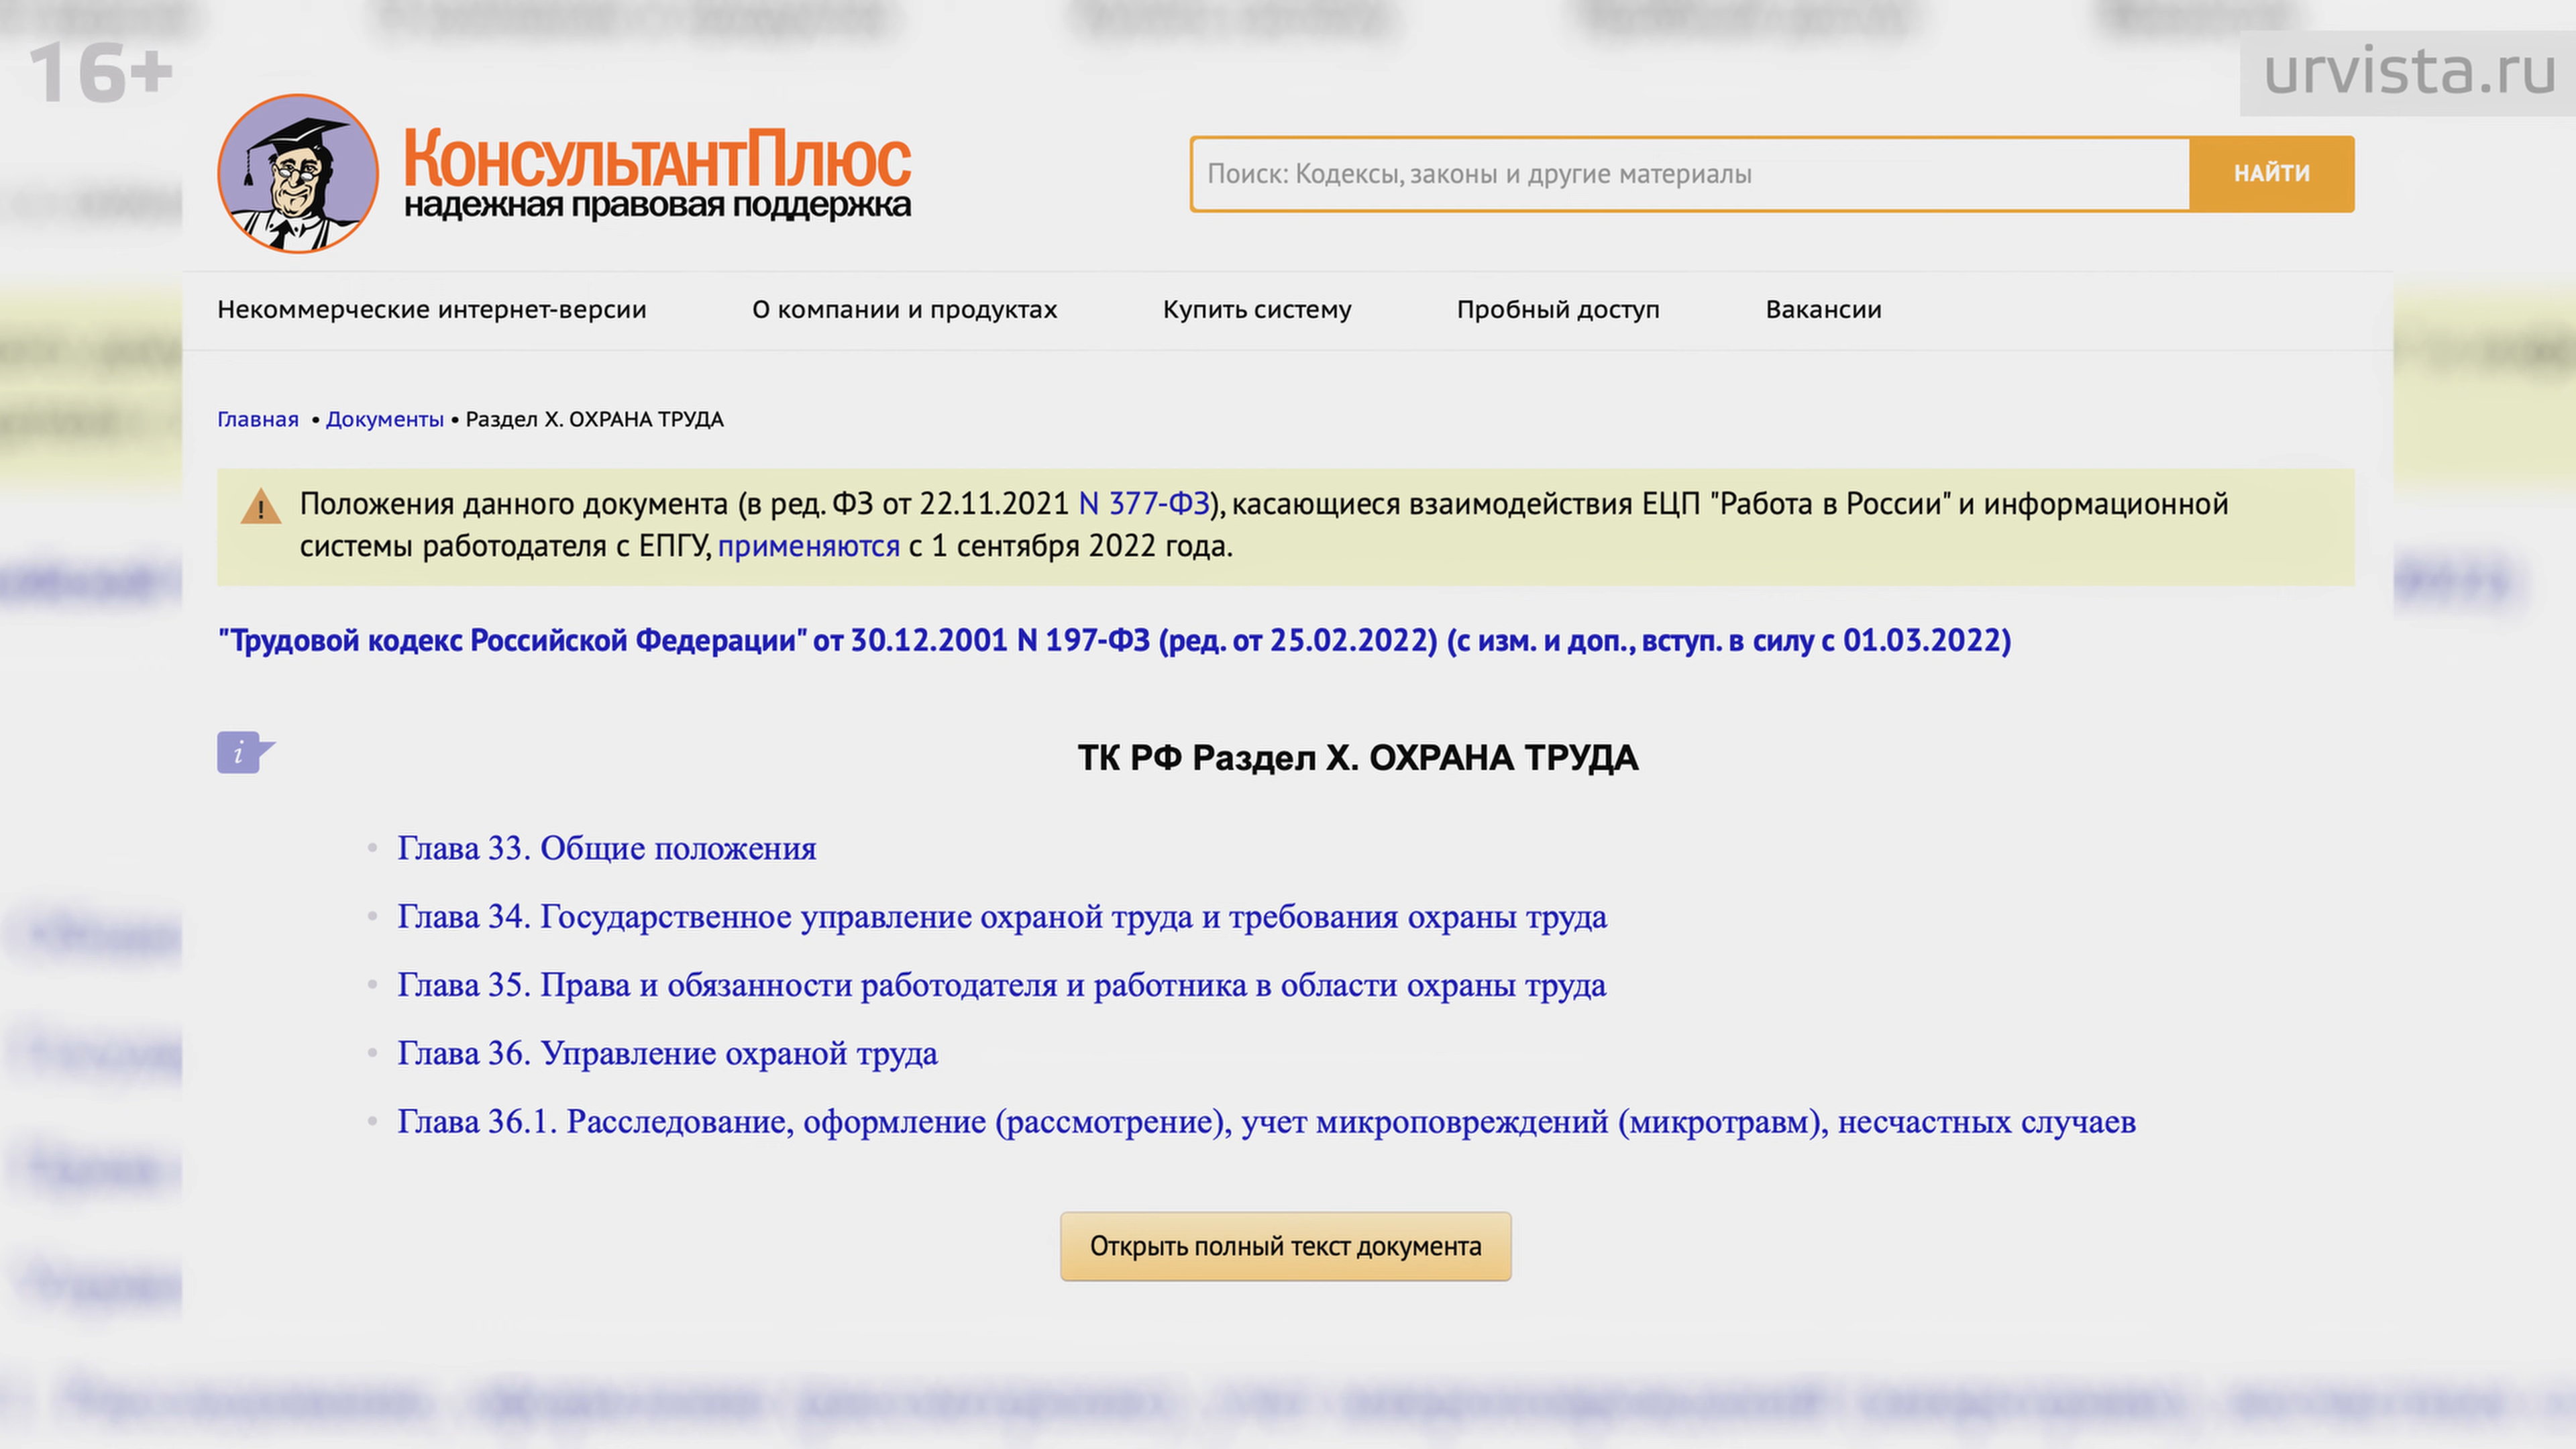 16+
urvista.ru
КонсультантПлюс
надежная правовая поддержка
Поиск: Кодексы, законы и другие материалы
НАЙТИ
Некоммерческие интернет-версии
О компании и продуктах
Купить систему
Пробный доступ
Вакансии
Главная • Документы • Раздел X. ОХРАНА ТРУДА
Положения данного документа (в ред. ФЗ от 22.11.2021 N 377-ФЗ), касающиеся взаимодействия ЕЦП "Работа в России" и информационной
системы работодателя с ЕПГУ, применяются с 1 сентября 2022 года.
"Трудовой кодекс Российской Федерации" от 30.12.2001 N 197-ФЗ (ред. от 25.02.2022) (с изм. и доп., вступ. в силу с 01.03.2022)
i
ТК РФ Раздел X. ОХРАНА ТРУДА
• Глава 33. Общие положения
• Глава 34. Государственное управление охраной труда и требования охраны труда
• Глава 35. Права и обязанности работодателя и работника в области охраны труда
• Глава 36. Управление охраной труда
• Глава 36.1. Расследование, оформление (рассмотрение), учет микроповреждений (микротравм), несчастных случаев
Открыть полный текст документа